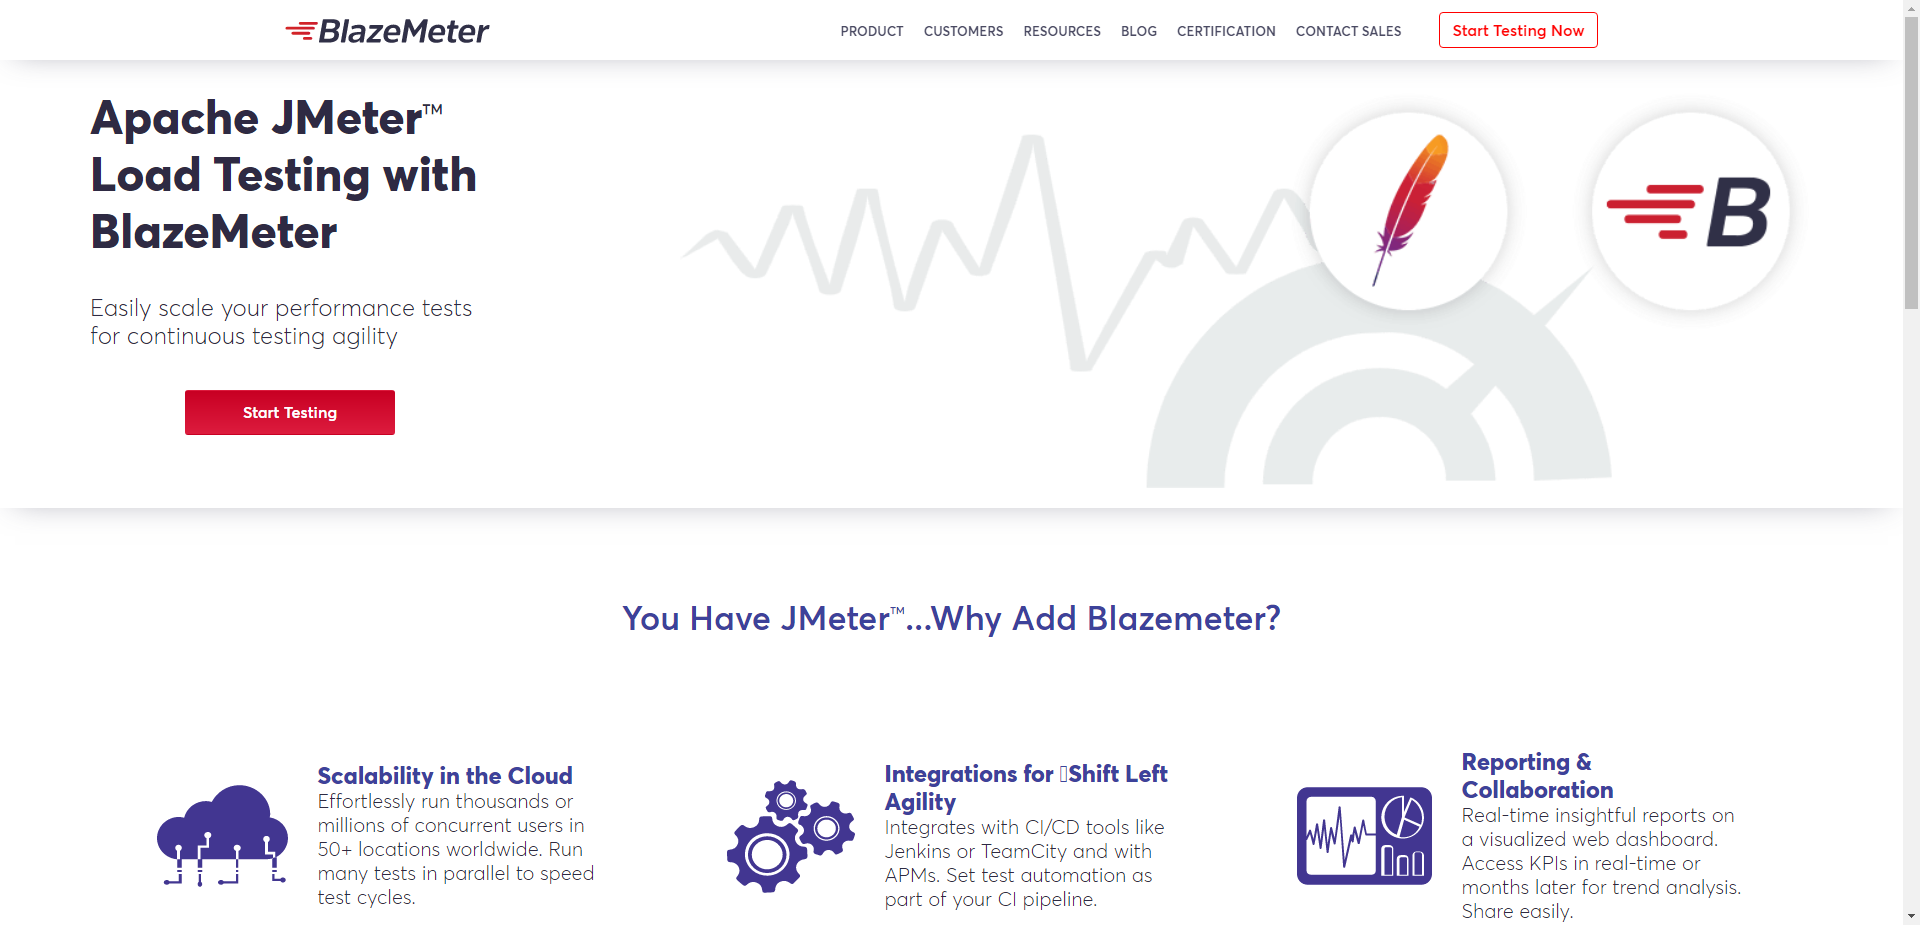 BlazeMeter
PRODUCT CUSTOMERS RESOURCES BLOG CERTIFICATION CONTACT SALES Start Testing Now
Apache JMeter™
Load Testing with
BlazeMeter
Easily scale your performance tests
for continuous testing agility
Start Testing
B
You Have JMeter™...Why Add Blazemeter?
Scalability in the Cloud
Effortlessly run thousands or
millions of concurrent users in
50+ locations worldwide. Run
many tests in parallel to speed
test cycles.
Integrations for Shift Left
Agility
Integrates with CI/CD tools like
Jenkins or TeamCity and with
APMs. Set test automation as
part of your CI pipeline.
Reporting &
Collaboration
Real-time insightful reports on
a visualized web dashboard.
Access KPIs in real-time or
months later for trend analysis.
Share easily.